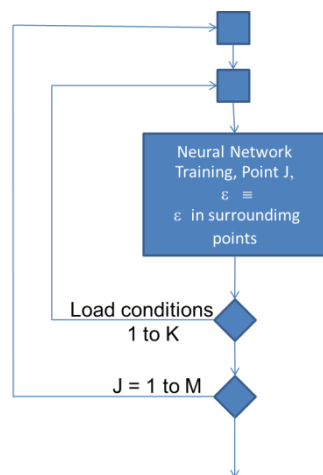 Neural Network
Training, Point J,
ε ≡
ε in surroundimg
points
Load conditions
1 to K
J = 1 to M